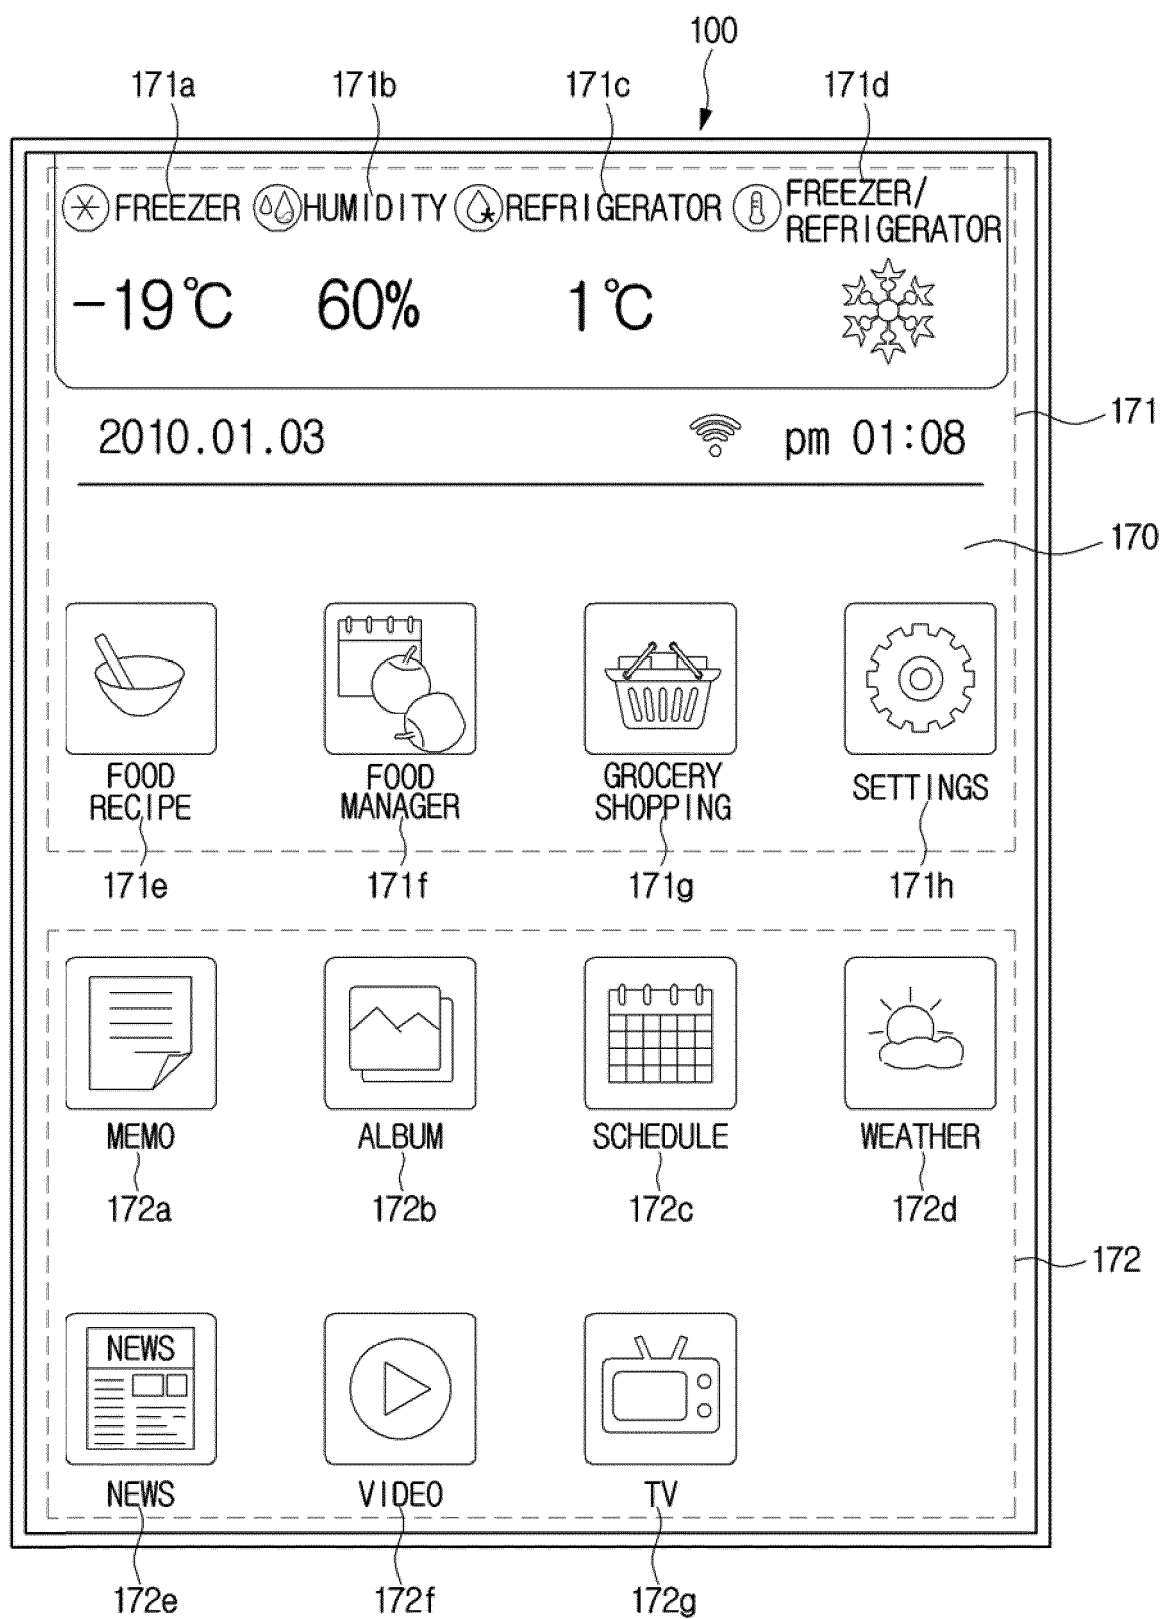 100
171a 171b 171c 171d
FREEZER HUMIDITY REFRIGERATOR FREEZER/
REFRIGERATOR
-19℃ 60% 1℃
171
2010.01.03 pm 01:08
170
FOOD RECIPE
FOOD MANAGER
GROCERY SHOPPING
SETTINGS
171e 171f 171g 171h
MEMO ALBUM SCHEDULE WEATHER
172a 172b 172c 172d
172
NEWS
NEWS VIDEO TV
172e 172f 172g